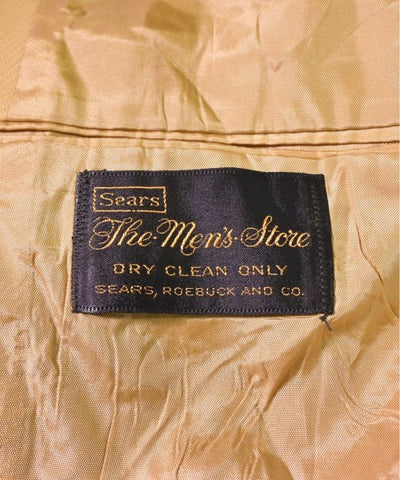 Sears
The Men's Store
DRY CLEAN ONLY
SEARS, ROEBUCK AND CO.